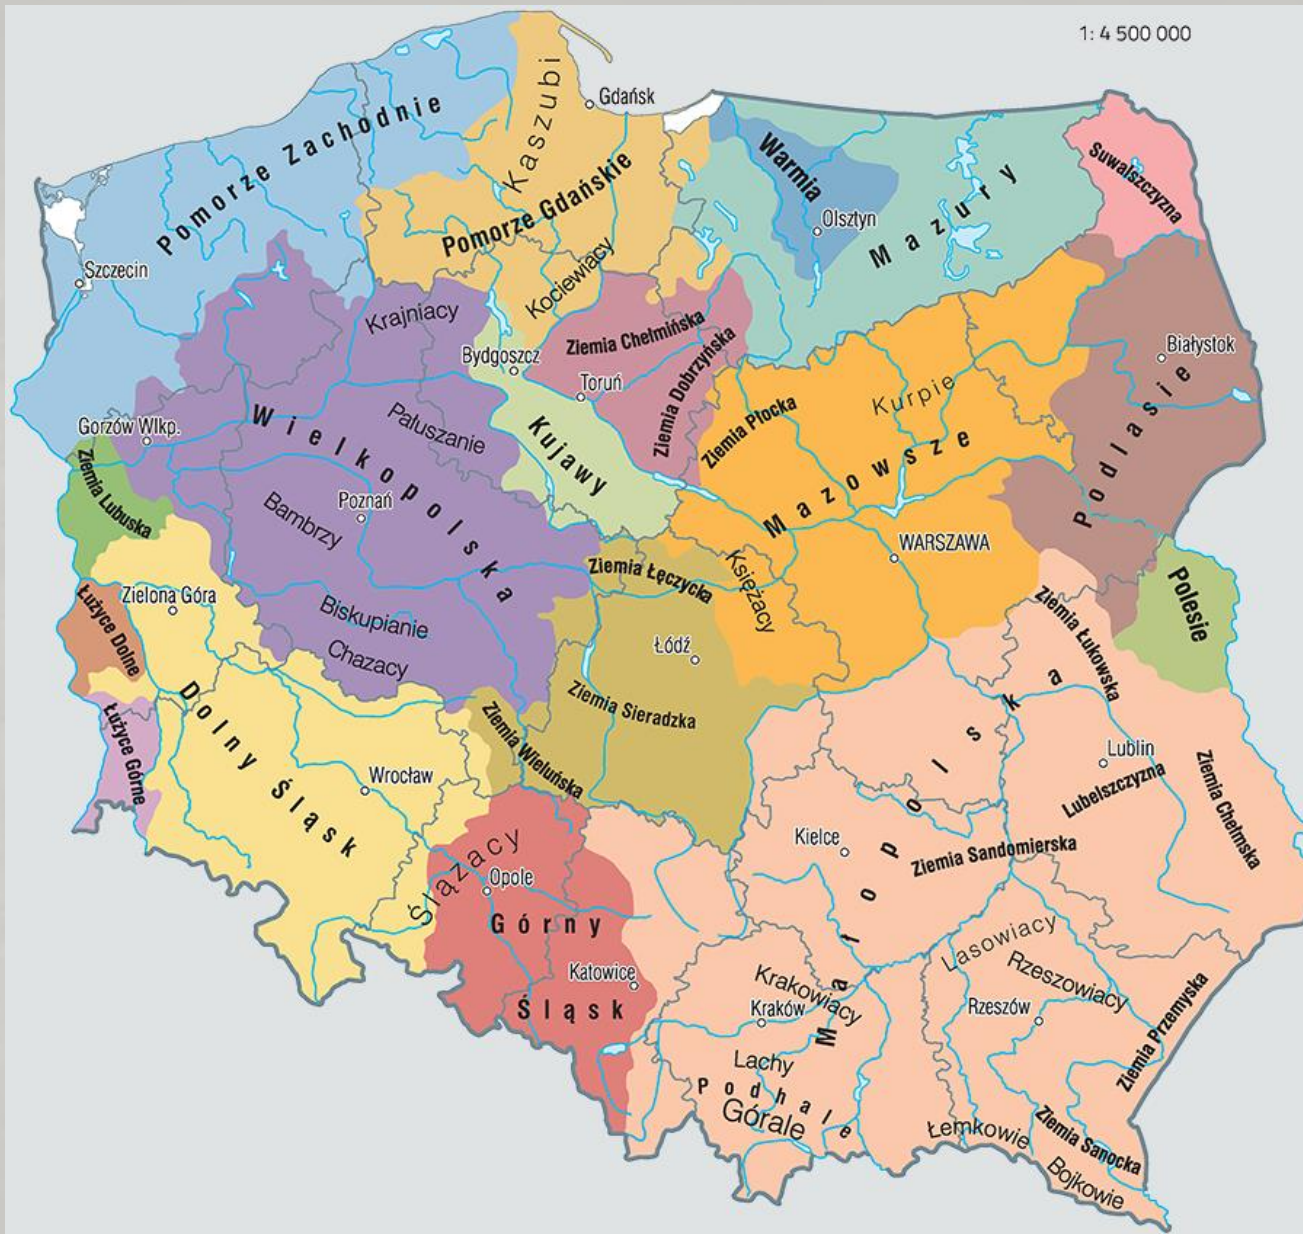 1: 4 500 000
Pomorze Zachodnie
Kaszubi
Gdańsk
Pomorze Gdańskie
Warmia
Olsztyn
Mazury
Suwalszczyzna
Szczecin
Kociewiacy
Krajniacy
Bydgoszcz
Ziemia Chełmińska
Toruń
Ziemia Dobrzyńska
Białystok
Podlasie
Kurpie
Ziemia Płocka
Mazowsze
Gorzów Wlkp.
Wielkopolska
Pałuszanie
Kujawy
Ziemia Lubuska
Bambrzy
Poznań
WARSZAWA
Ziemia Łęczycka
Księżacy
Polesie
Łużyce Dolne
Zielona Góra
Biskupianie
Chazacy
Łódź
Ziemia Łukowska
Ziemia Sieradzka
Dolny Śląsk
Łużyce Górne
Wrocław
Ziemia Wieluńska
Małopolska
Lublin
Lubelszczyzna
Ziemia Chełmska
Kielce
Ziemia Sandomierska
Ślązacy
Opole
Górny
Śląsk
Katowice
Krakowiacy
Kraków
Lasowiacy
Rzeszowiacy
Rzeszów
Ziemia Przemyska
Lachy
Podhale
Górale
Łemkowie
Ziemia Sanocka
Bojkowie